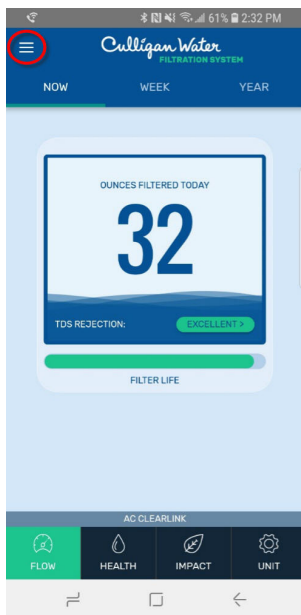 61% 2:32 PM
Culligan Water
FILTRATION SYSTEM
NOW WEEK YEAR
OUNCES FILTERED TODAY
32
TDS REJECTION: EXCELLENT >
FILTER LIFE
AC CLEARLINK
FLOW HEALTH IMPACT UNIT